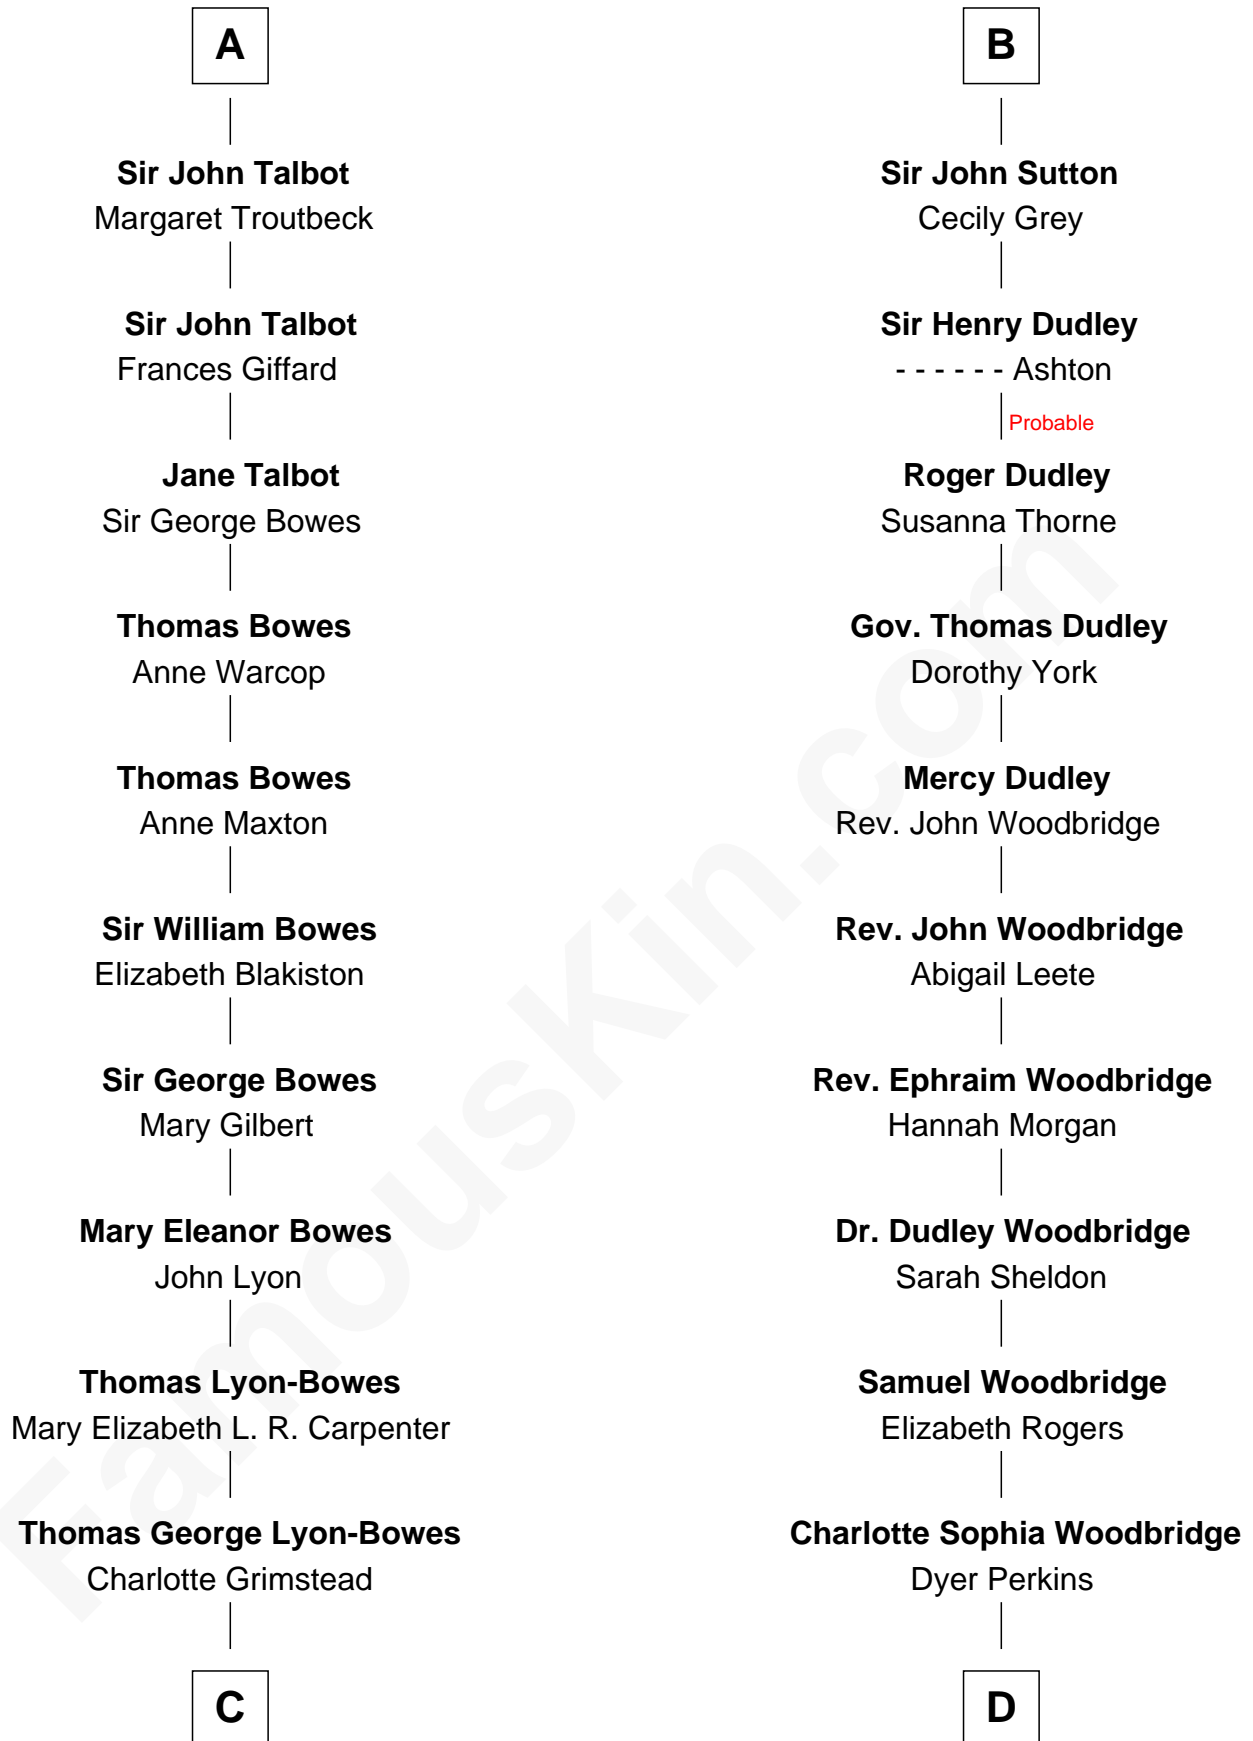 A
Sir John Talbot
Margaret Troutbeck
Sir John Talbot
Frances Giffard
Jane Talbot
Sir George Bowes
Thomas Bowes
Anne Warcop
Thomas Bowes
Anne Maxton
Sir William Bowes
Elizabeth Blakiston
Sir George Bowes
Mary Gilbert
Mary Eleanor Bowes
John Lyon
Thomas Lyon-Bowes
Mary Elizabeth L. R. Carpenter
Thomas George Lyon-Bowes
Charlotte Grimstead
C
B
Sir John Sutton
Cecily Grey
Sir Henry Dudley
- - - - - - Ashton
Probable
Roger Dudley
Susanna Thorne
Gov. Thomas Dudley
Dorothy York
Mercy Dudley
Rev. John Woodbridge
Rev. John Woodbridge
Abigail Leete
Rev. Ephraim Woodbridge
Hannah Morgan
Dr. Dudley Woodbridge
Sarah Sheldon
Samuel Woodbridge
Elizabeth Rogers
Charlotte Sophia Woodbridge
Dyer Perkins
D
FamousKin.com